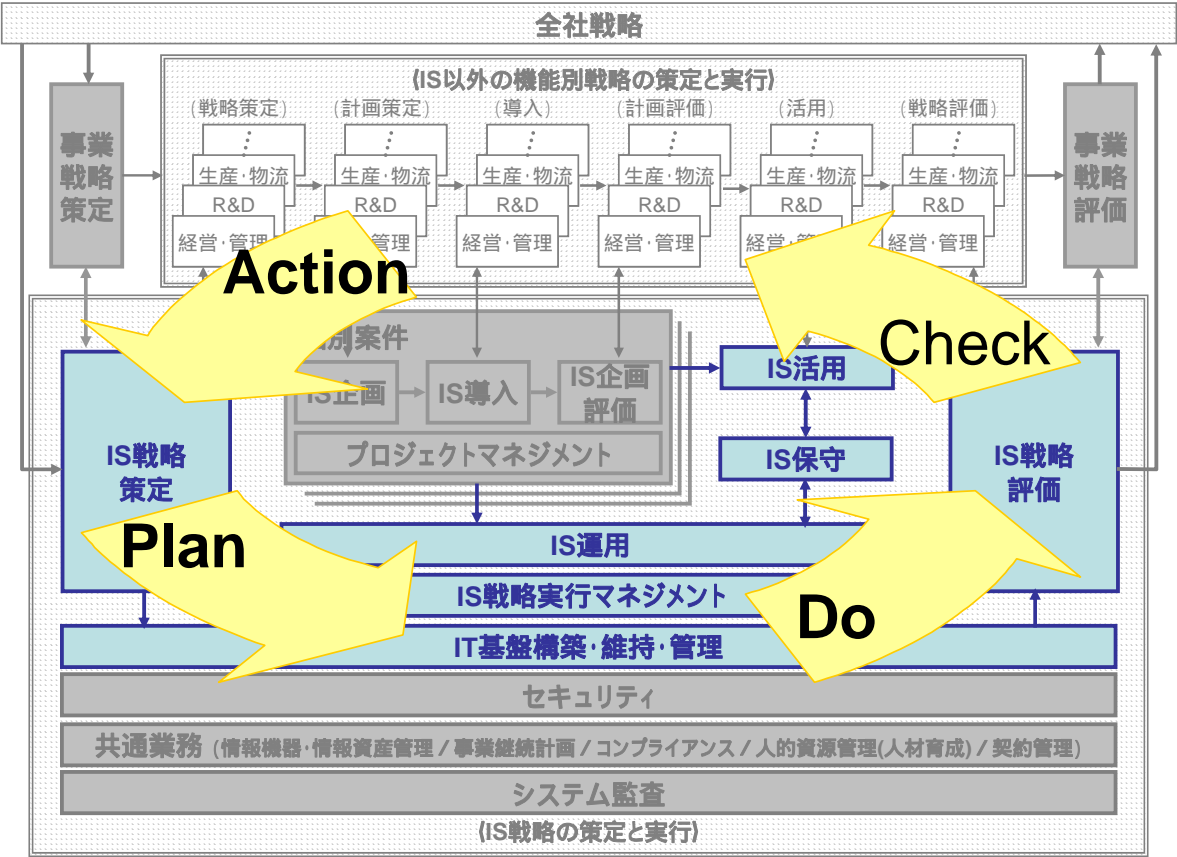 全社戦略
(IS以外の機能別戦略の策定と実行)
(戦略策定)
(計画策定)
(導入)
(計画評価)
(活用)
(戦略評価)
事業
戦略
策定
生産・物流
R&D
経営・管理
生産・物流
R&D
管理
生産・物流
R&D
経営・管理
生産・物流
R&D
経営・管理
生産・物流
R&D
経営・管理
生産・物流
R&D
経営・管理
事業
戦略
評価
Action
Check
別案件
IS企画
IS導入
IS企画
評価
プロジェクトマネジメント
IS活用
IS保守
IS戦略
策定
IS戦略
評価
Plan
Do
IS運用
IS戦略実行マネジメント
IT基盤構築・維持・管理
セキュリティ
共通業務 (情報機器・情報資産管理 / 事業継続計画 / コンプライアンス / 人的資源管理(人材育成) / 契約管理)
システム監査
(IS戦略の策定と実行)